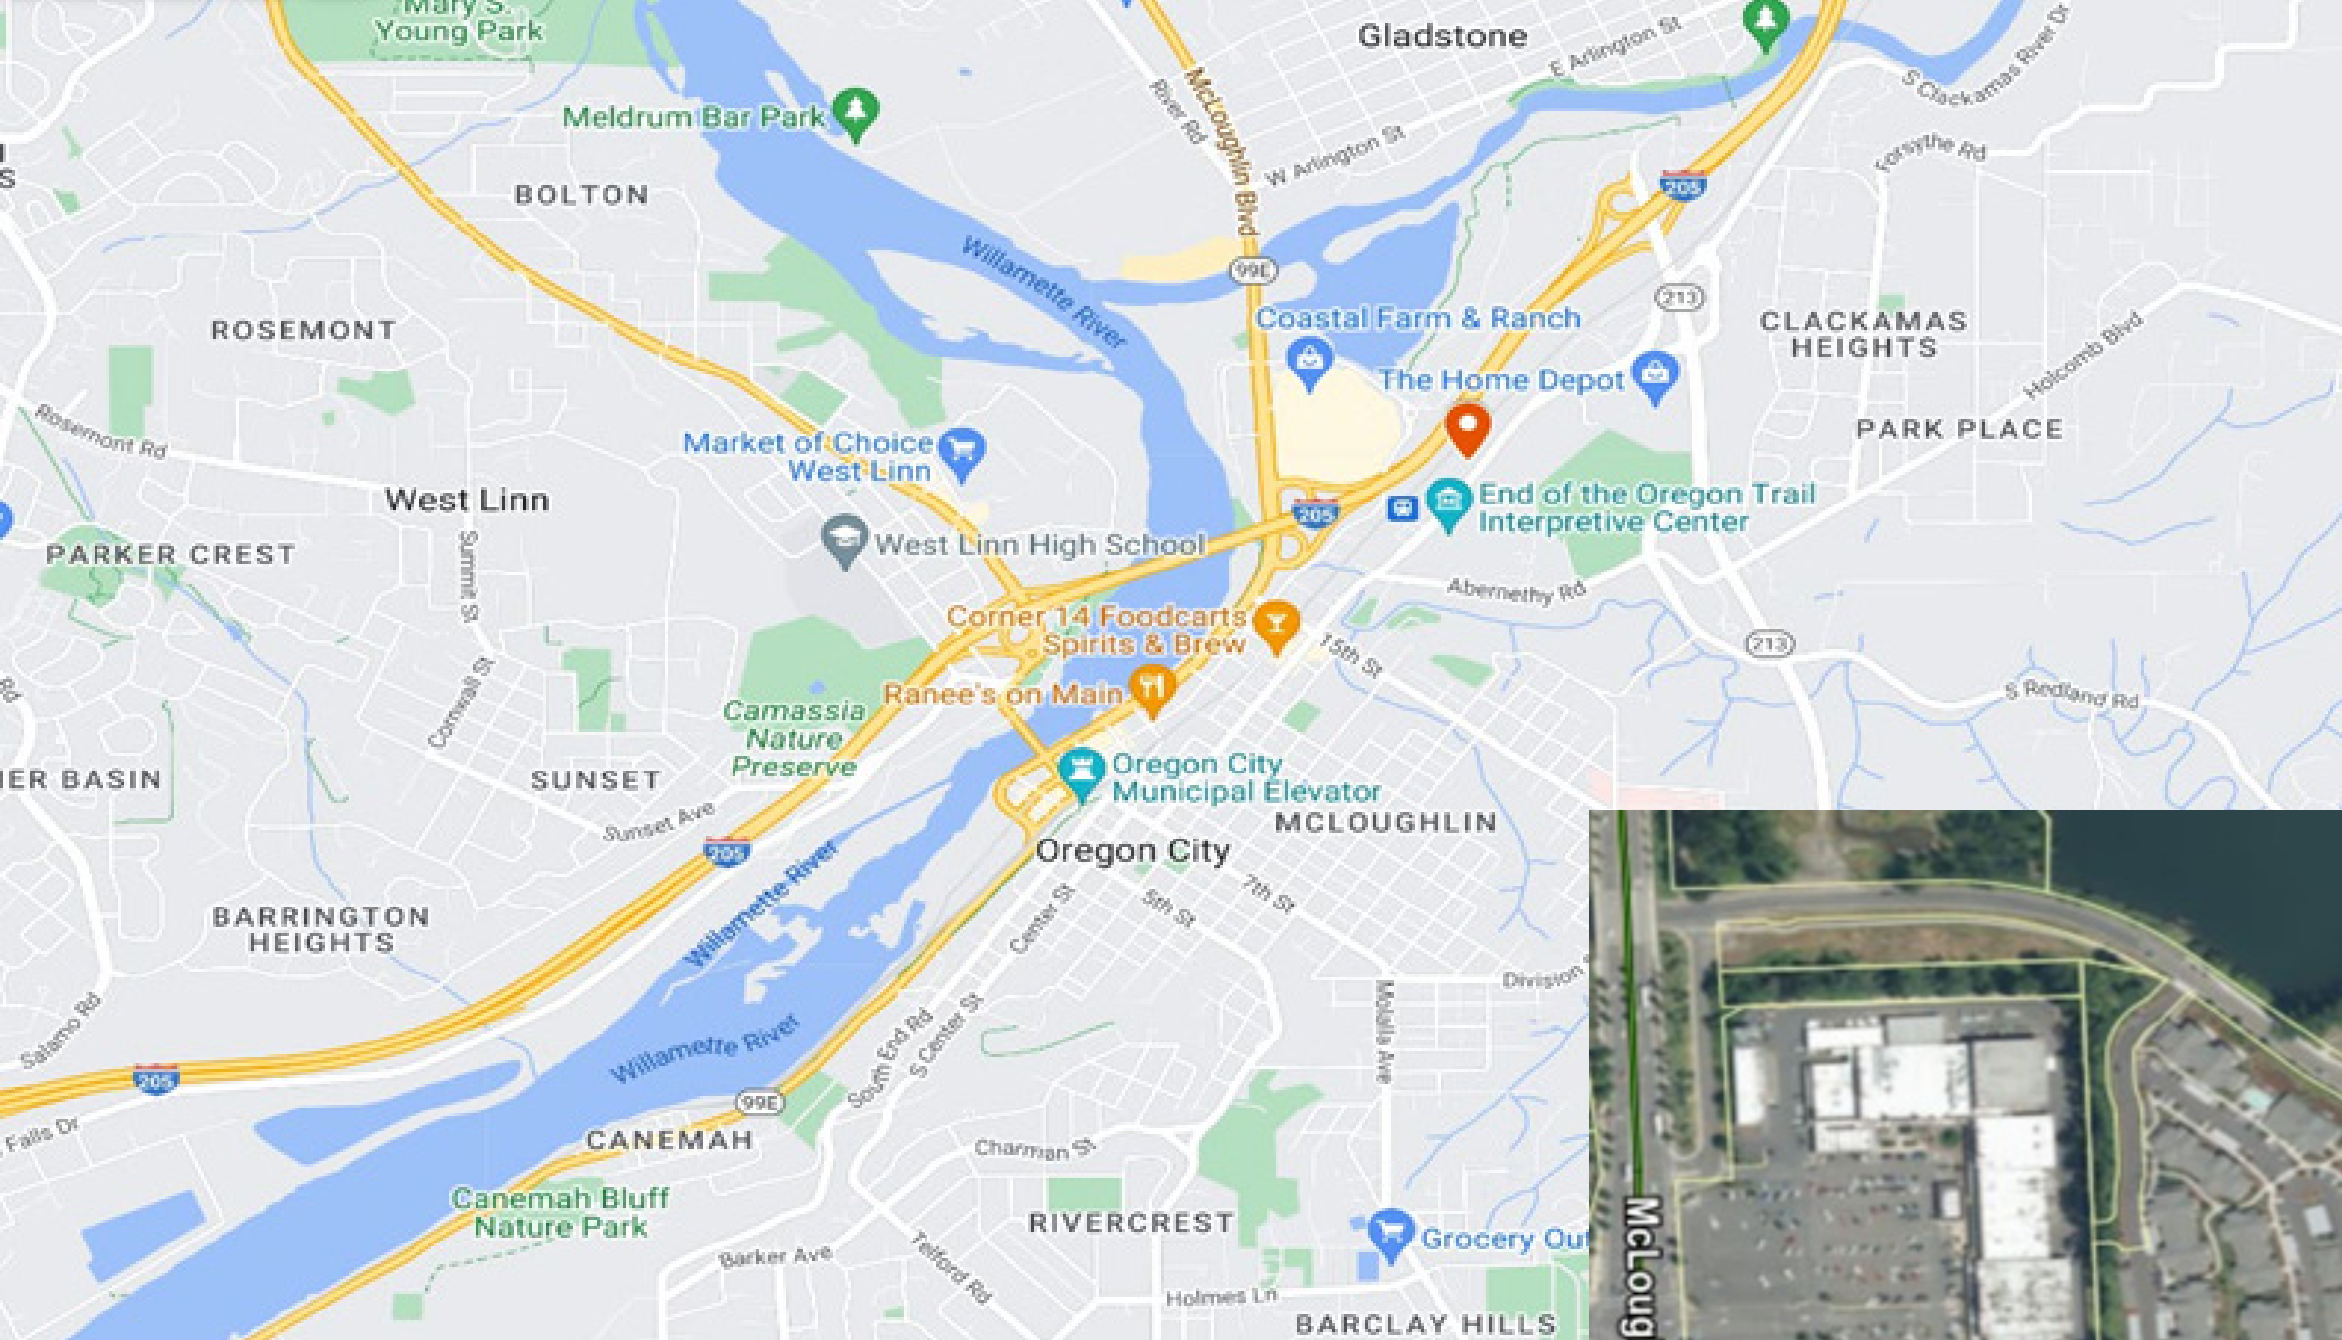 Mary S.
Young Park
Gladstone
E Arlington St
S Clackamas River Dr
Meldrum Bar Park
River Rd
McLoughlin Blvd
W Arlington St
Forsythe Rd
BOLTON
205
Willamette River
99E
213
ROSEMONT
Coastal Farm & Ranch
CLACKAMAS
HEIGHTS
Holcomb Blvd
The Home Depot
Rosemont Rd
Market of Choice
West Linn
PARK PLACE
West Linn
205
End of the Oregon Trail
Interpretive Center
PARKER CREST
Summit St
West Linn High School
Abernethy Rd
Corner 14 Foodcarts
Spirits & Brew
15th St
213
Rd
Cornwall St
Ranee's on Main
S Redland Rd
Camassia
Nature
Preserve
IER BASIN
SUNSET
Oregon City
Municipal Elevator
Sunset Ave
MCLOUGHLIN
205
Oregon City
Willamette River
7th St
5th St
Center St
BARRINGTON
HEIGHTS
Division
Salamo Rd
Molalla Ave
Willamette River
South End Rd
S Center St
205
99E
Falls Dr
CANEMAH
Charman St
Canemah Bluff
Nature Park
RIVERCREST
Grocery Out
Barker Ave
Telford Rd
Holmes Ln
BARCLAY HILLS
McLoug